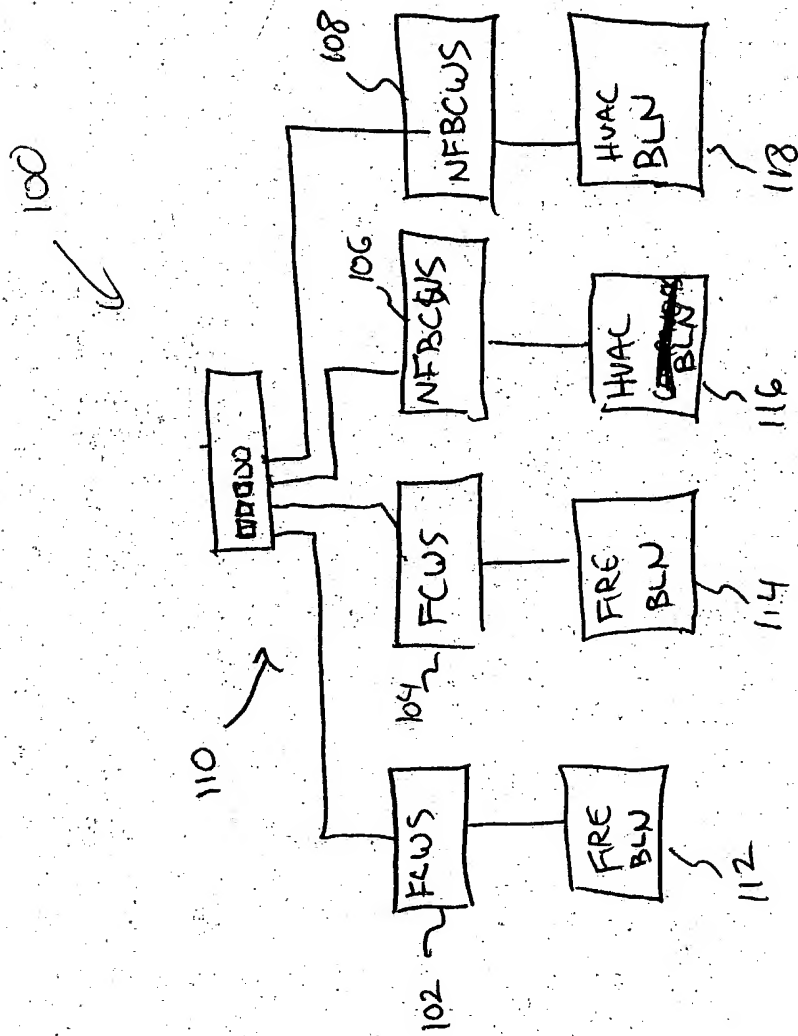 100
110
108
106
NFBCWS
NFBCWS
104
FCWS
102
FCWS
HVAC
BLN
118
HVAC
BLN
116
FIRE
BLN
114
FIRE
BLN
112